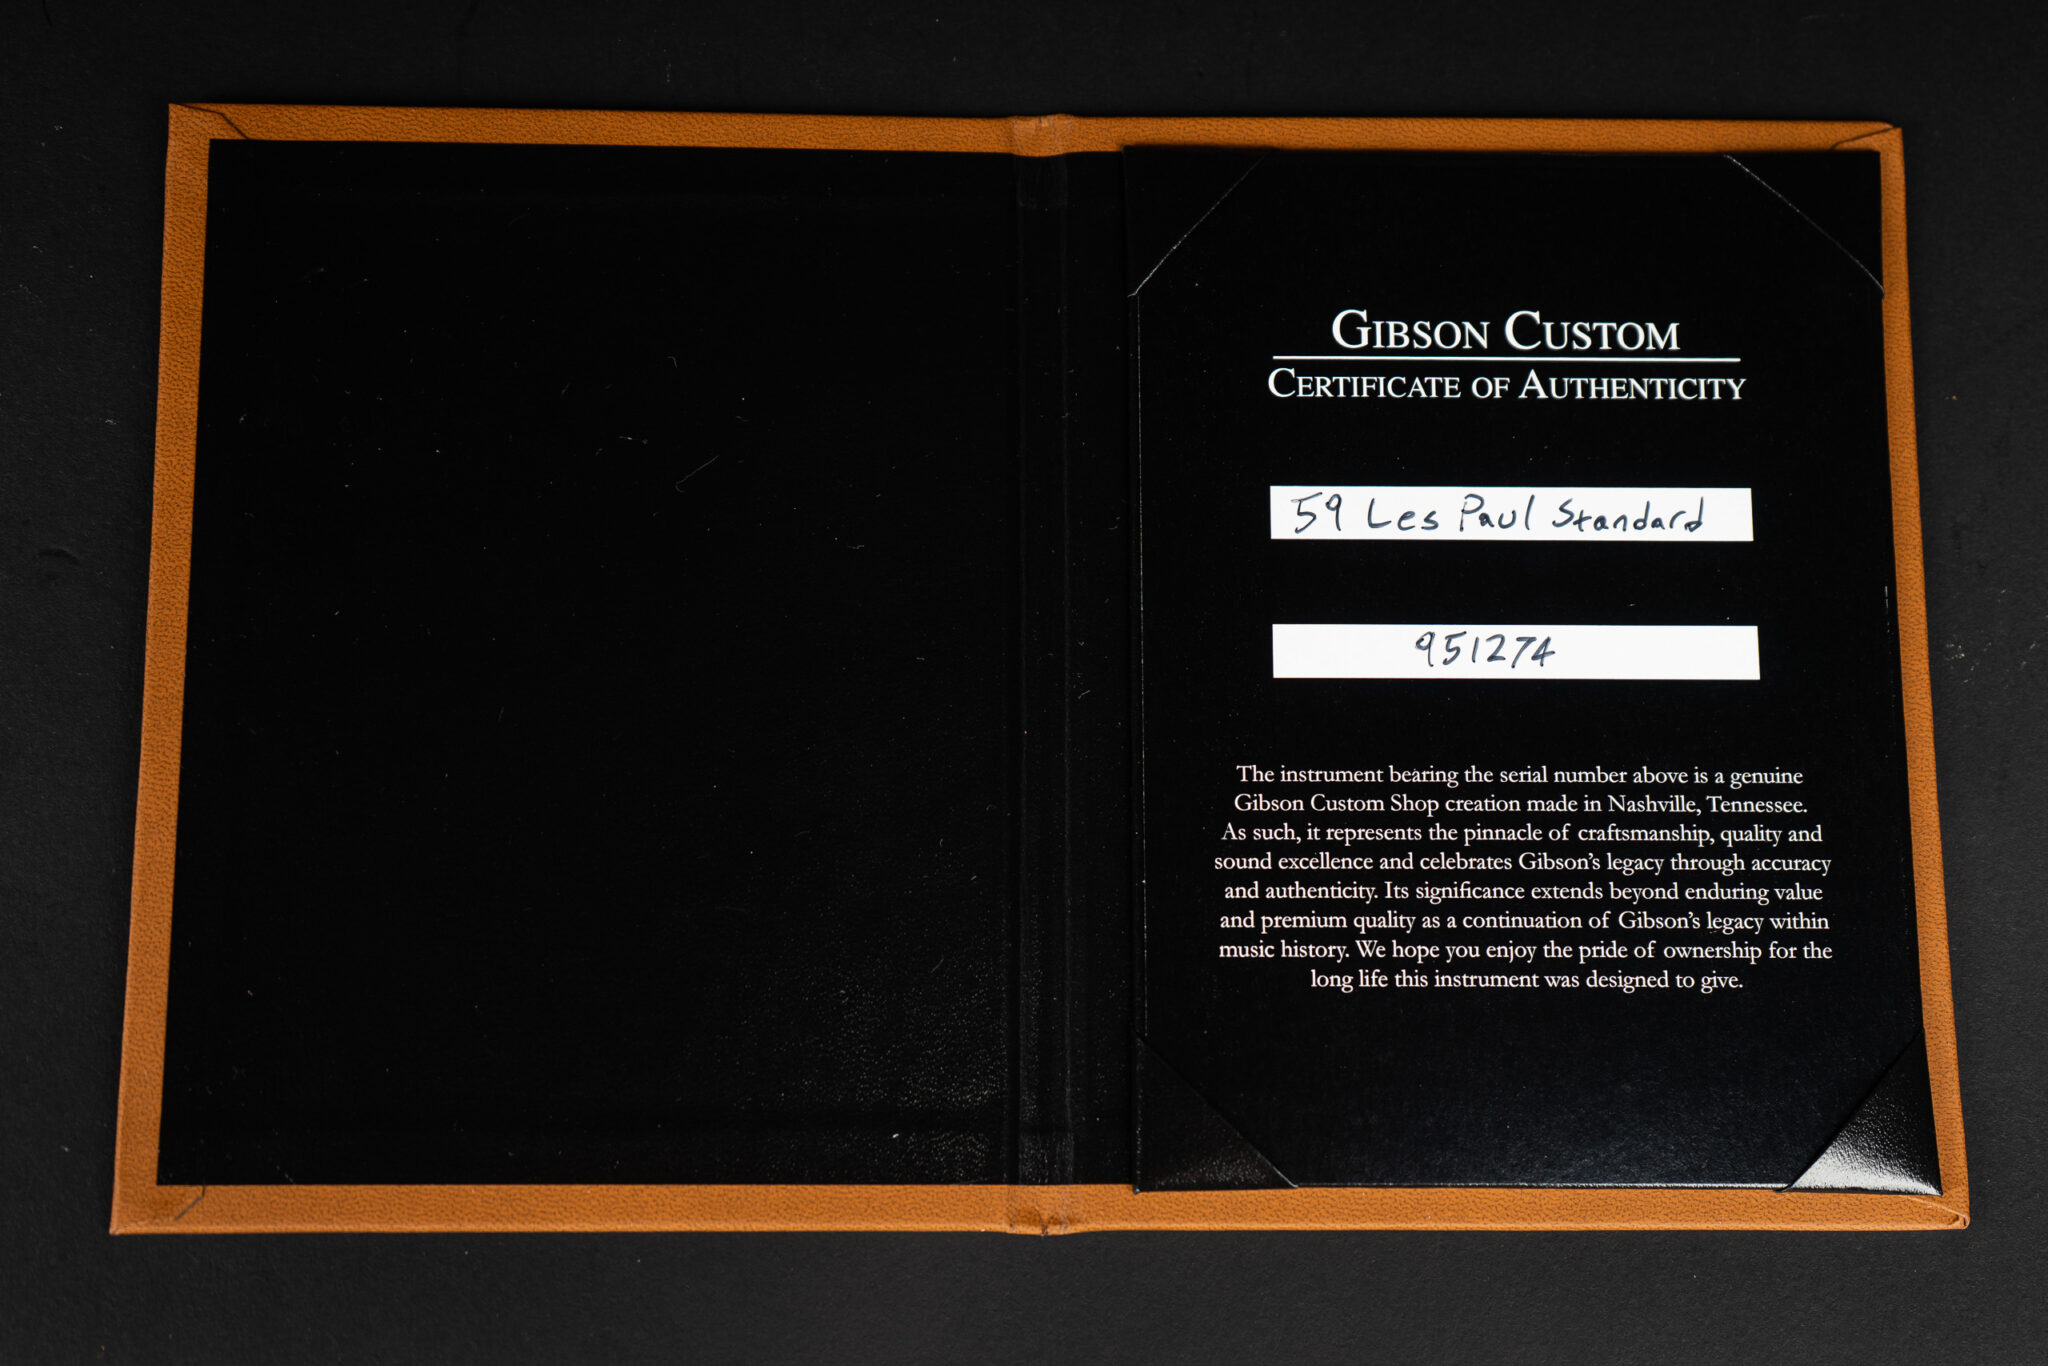 GIBSON CUSTOM
CERTIFICATE OF AUTHENTICITY
59 Les Paul Standard
951274
The instrument bearing the serial number above is a genuine
Gibson Custom Shop creation made in Nashville, Tennessee.
As such, it represents the pinnacle of craftsmanship, quality and
sound excellence and celebrates Gibson's legacy through accuracy
and authenticity. Its significance extends beyond enduring value
and premium quality as a continuation of Gibson's legacy within
music history. We hope you enjoy the pride of ownership for the
long life this instrument was designed to give.